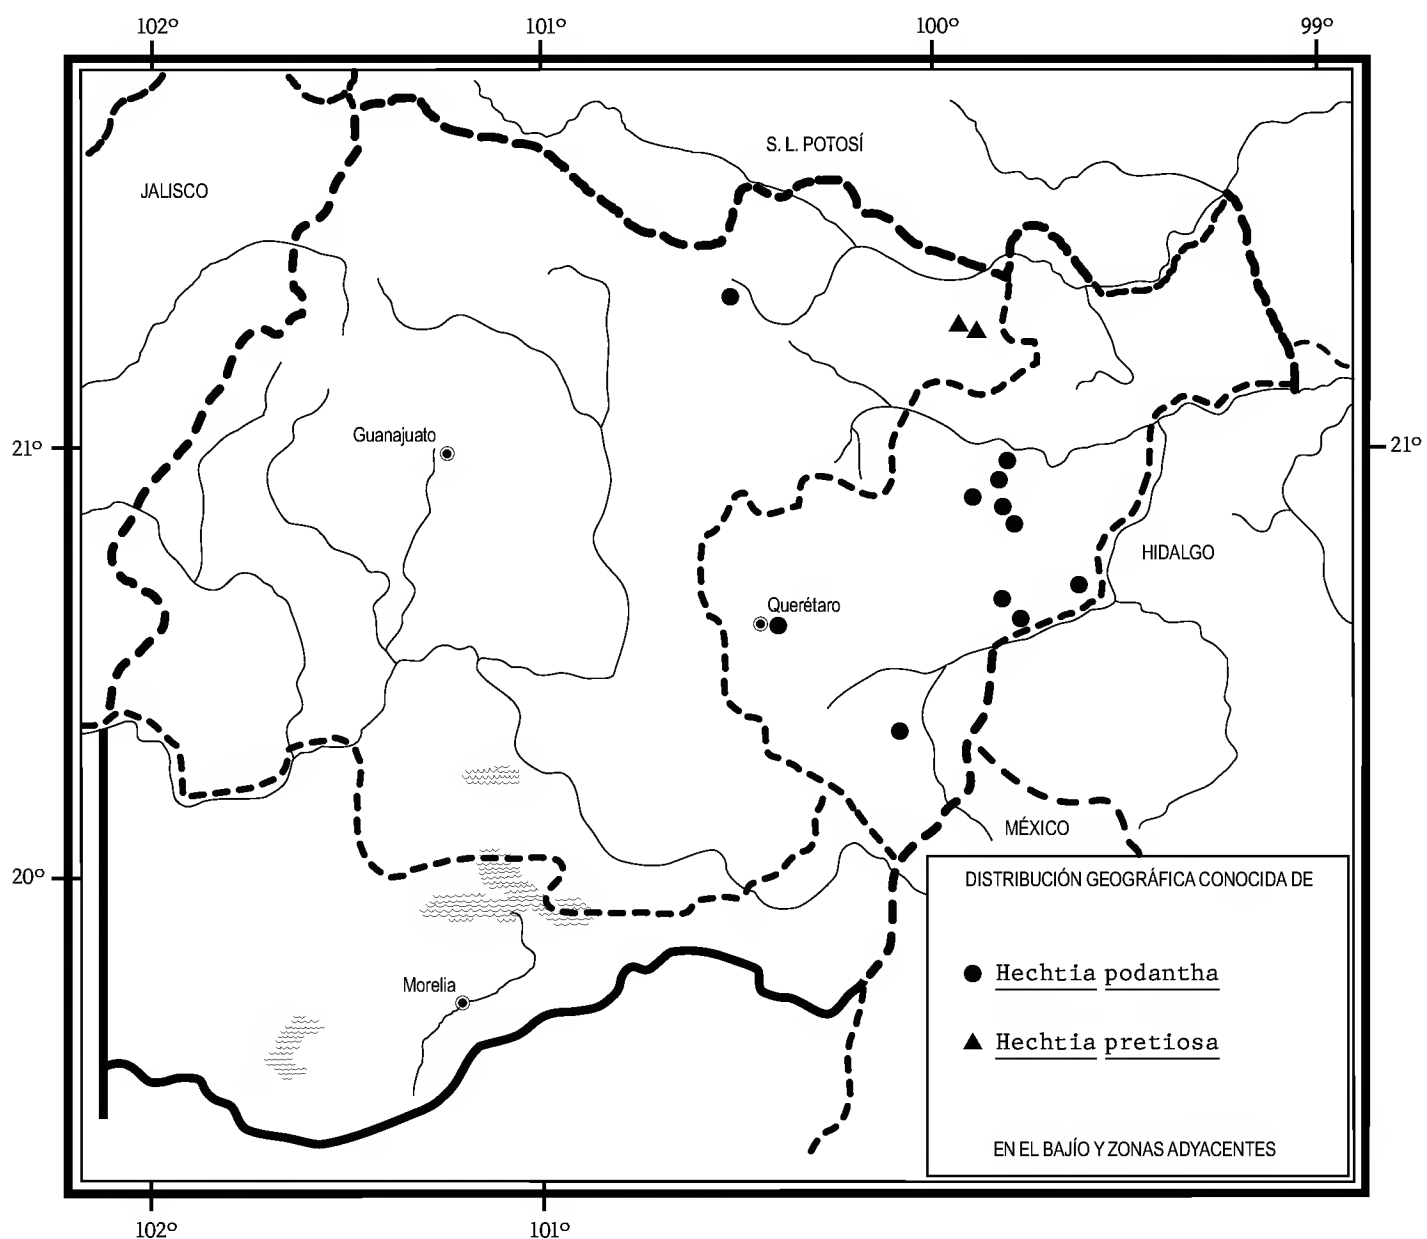 102º 101º 100º 99º
S. L. POTOSÍ
JALISCO
Guanajuato
21º
21º
HIDALGO
Querétaro
MÉXICO
20º
DISTRIBUCIÓN GEOGRÁFICA CONOCIDA DE
Hechtia podantha
Morelia
Hechtia pretiosa
EN EL BAJÍO Y ZONAS ADYACENTES
102º 101º